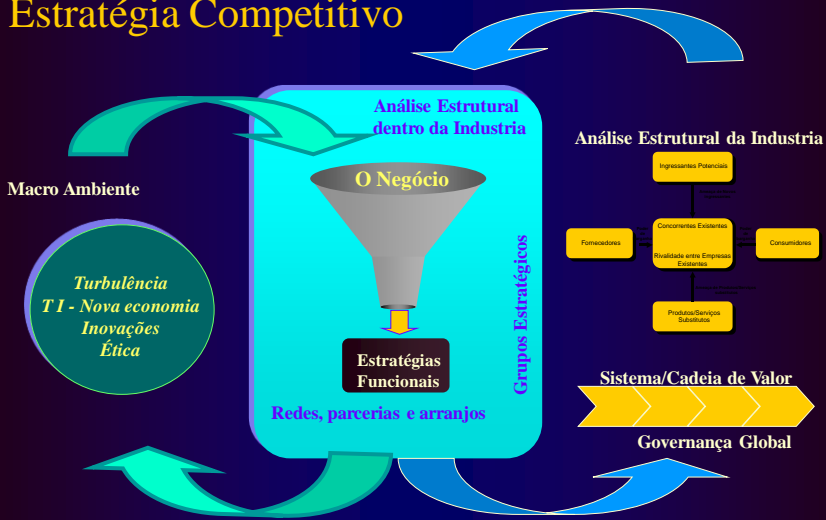 Estratégia Competitivo
Análise Estrutural
dentro da Industria
O Negócio
Estratégias
Funcionais
Grupos Estratégicos
Redes, parcerias e arranjos
Macro Ambiente
Turbulência
T I - Nova economia
Inovações
Ética
Análise Estrutural da Industria
Ingressantes Potenciais
Fornecedores
Concorrentes Existentes
Rivalidade entre Empresas
Existentes
Consumidores
Produtos/Serviços
Substitutos
Sistema/Cadeia de Valor
Governança Global